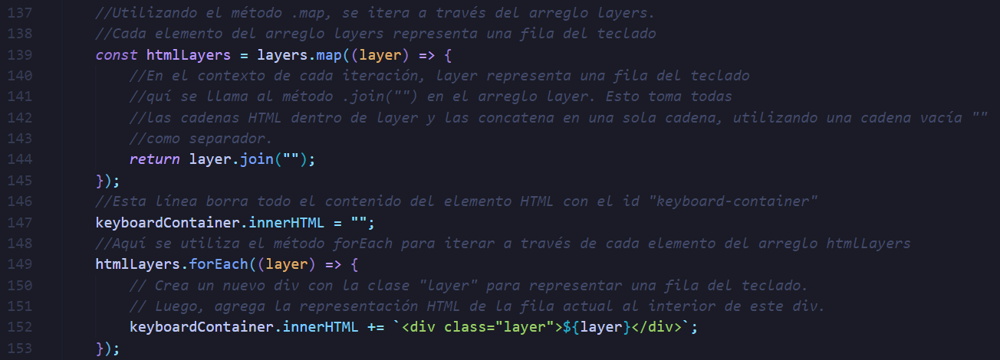 137 //Utilizando el método .map, se itera a través del arreglo layers.
138 //Cada elemento del arreglo layers representa una fila del teclado
139 const htmlLayers = layers.map((layer) => {
140 //En el contexto de cada iteración, layer representa una fila del teclado
141 //quí se llama al método .join("") en el arreglo layer. Esto toma todas
142 //las cadenas HTML dentro de layer y las concatena en una sola cadena, utilizando una cadena vacía ""
143 //como separador.
144 return layer.join("");
145 });
146 //Esta línea borra todo el contenido del elemento HTML con el id "keyboard-container"
147 keyboardContainer.innerHTML = "";
148 //Aquí se utiliza el método forEach para iterar a través de cada elemento del arreglo htmlLayers
149 htmlLayers.forEach((layer) => {
150 // Crea un nuevo div con la clase "layer" para representar una fila del teclado.
151 // Luego, agrega la representación HTML de la fila actual al interior de este div.
152 keyboardContainer.innerHTML += `<div class="layer">${layer}</div>`;
153 });